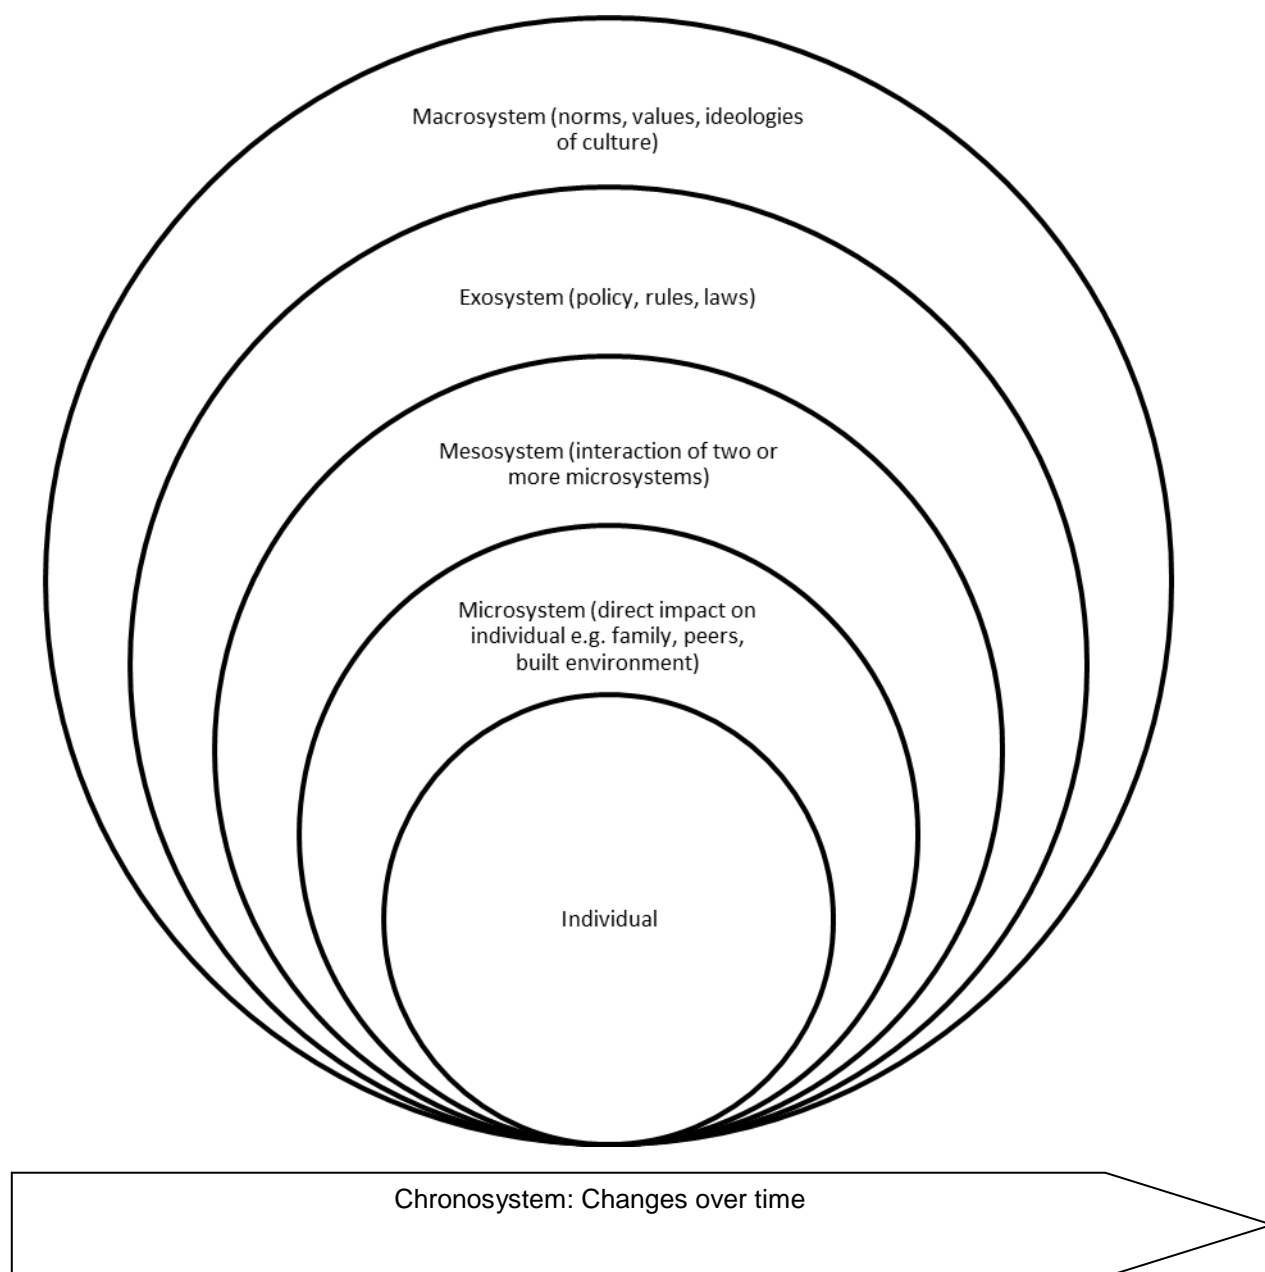 Macrosystem (norms, values, ideologies
of culture)
Exosystem (policy, rules, laws)
Mesosystem (interaction of two or
more microsystems)
Microsystem (direct impact on
individual e.g. family, peers,
built environment)
Individual
Chronosystem: Changes over time